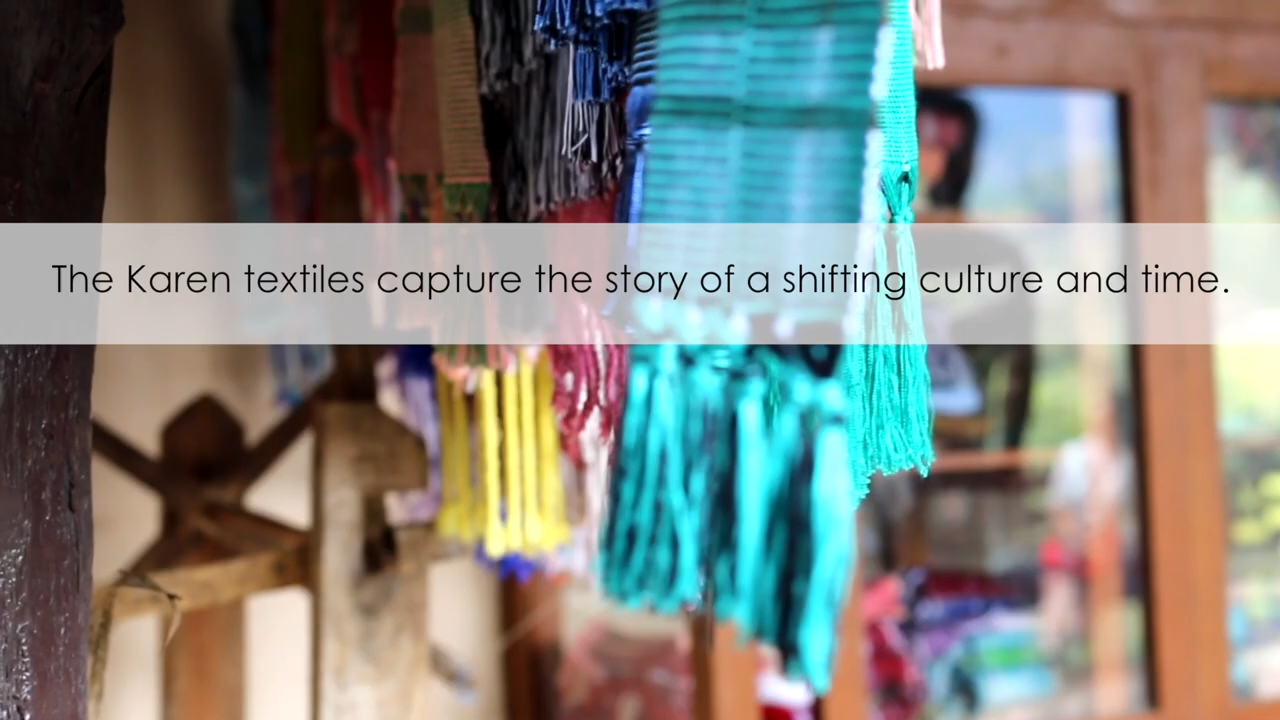 The Karen textiles capture the story of a shifting culture and time.